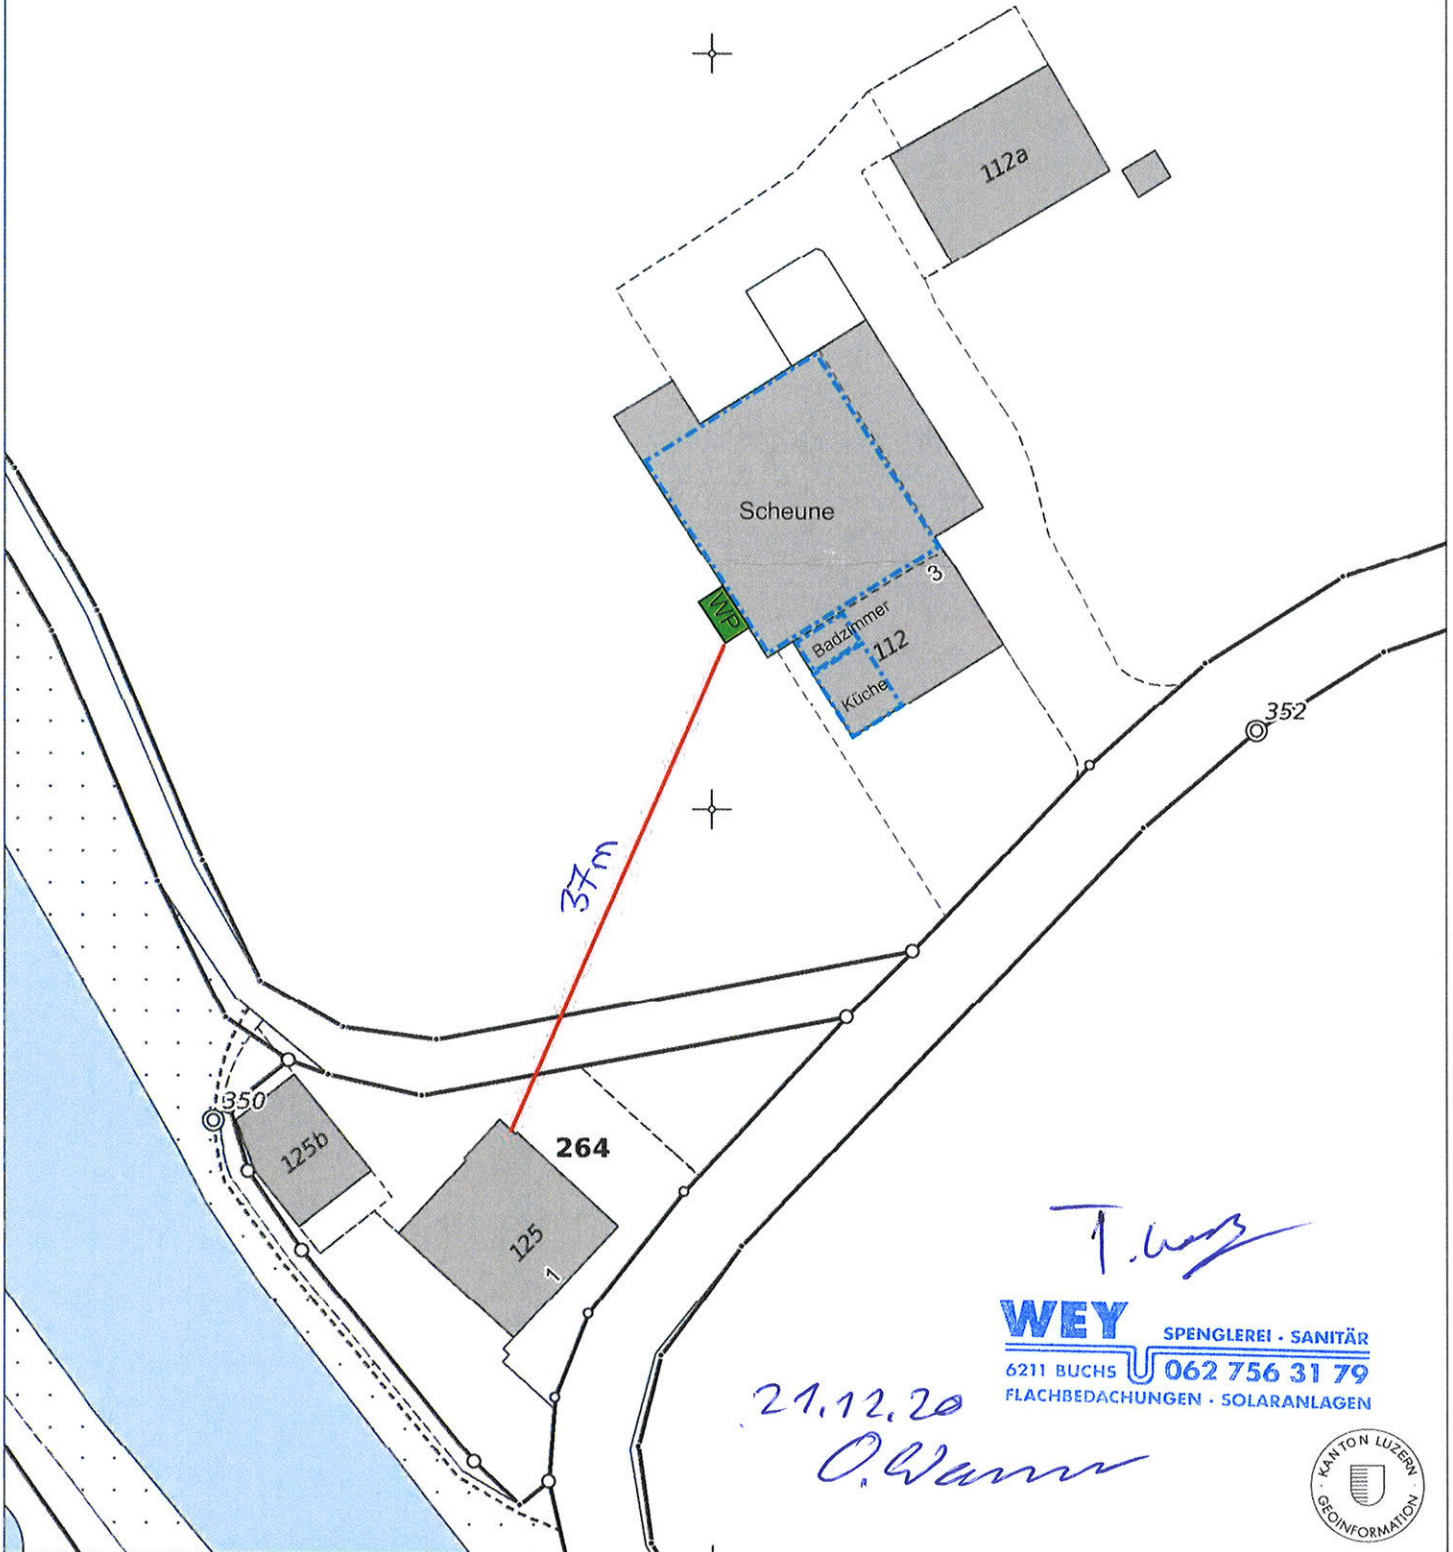 112a
Scheune
3
WP
Badzimmer
112
Küche
352
37m
350
125b
264
125
1
WEY
SPENGLEREI · SANITÄR
6211 BUCHS 062 756 31 79
FLACHBEDACHUNGEN · SOLARANLAGEN
21.12.20
KANTON LUZERN
GEOINFORMATION